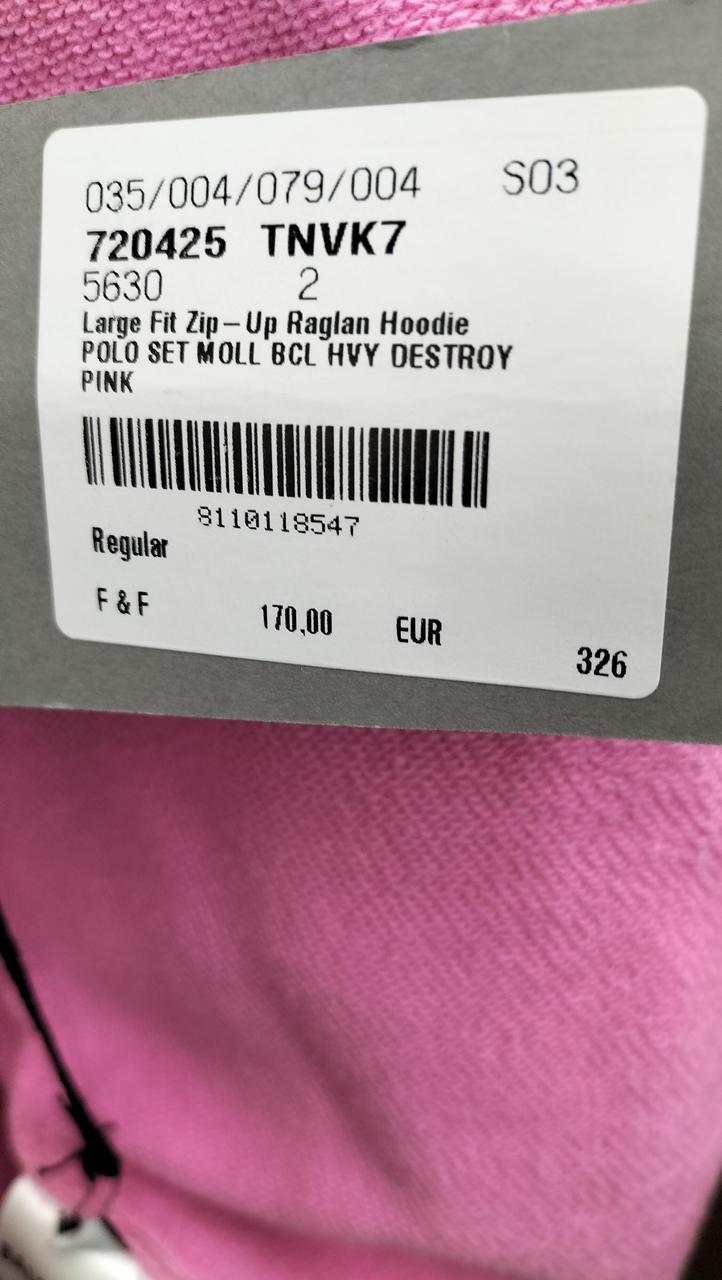 035/004/079/004 S03
720425 TNVK7
5630 2
Large Fit Zip-Up Raglan Hoodie
POLO SET MOLL BCL HVY DESTROY
PINK
8110118547
Regular
F & F 170,00 EUR
326